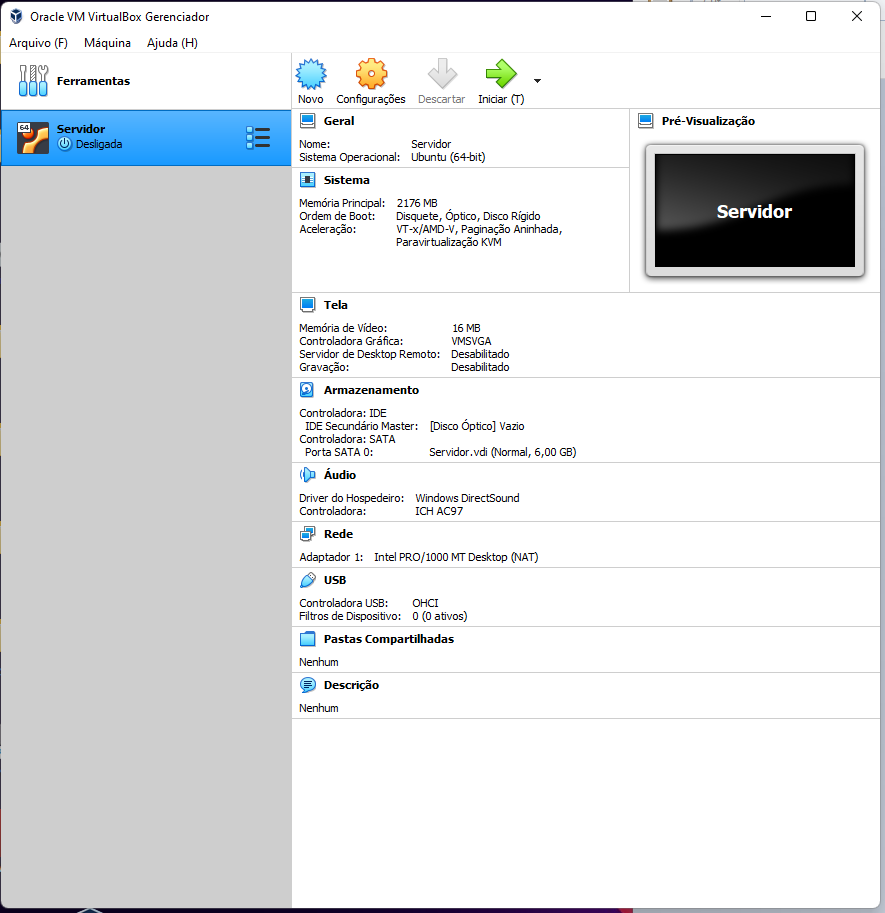 Oracle VM VirtualBox Gerenciador
Arquivo (F) Máquina Ajuda (H)
Ferramentas
Novo Configurações Descartar Iniciar (T)
64
Servidor
Desligada
Geral
Nome: Servidor
Sistema Operacional: Ubuntu (64-bit)
Pré-Visualização
Servidor
Sistema
Memória Principal: 2176 MB
Ordem de Boot: Disquete, Óptico, Disco Rígido
Aceleração: VT-x/AMD-V, Paginação Aninhada,
Paravirtualização KVM
Tela
Memória de Vídeo: 16 MB
Controladora Gráfica: VMSVGA
Servidor de Desktop Remoto: Desabilitado
Gravação: Desabilitado
Armazenamento
Controladora: IDE
IDE Secundário Master: [Disco Óptico] Vazio
Controladora: SATA
Porta SATA 0: Servidor.vdi (Normal, 6,00 GB)
Áudio
Driver do Hospedeiro: Windows DirectSound
Controladora: ICH AC97
Rede
Adaptador 1: Intel PRO/1000 MT Desktop (NAT)
USB
Controladora USB: OHCI
Filtros de Dispositivo: 0 (0 ativos)
Pastas Compartilhadas
Nenhum
Descrição
Nenhum